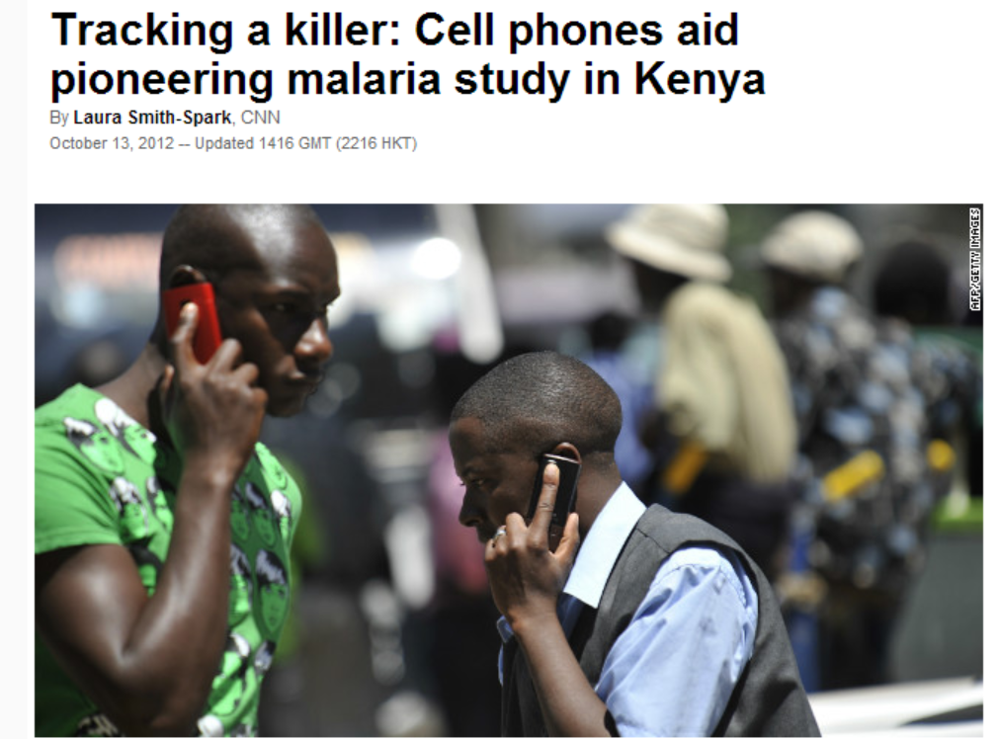 Tracking a killer: Cell phones aid
pioneering malaria study in Kenya
By Laura Smith-Spark, CNN
October 13, 2012 -- Updated 1416 GMT (2216 HKT)
AFP/GETTY IMAGES